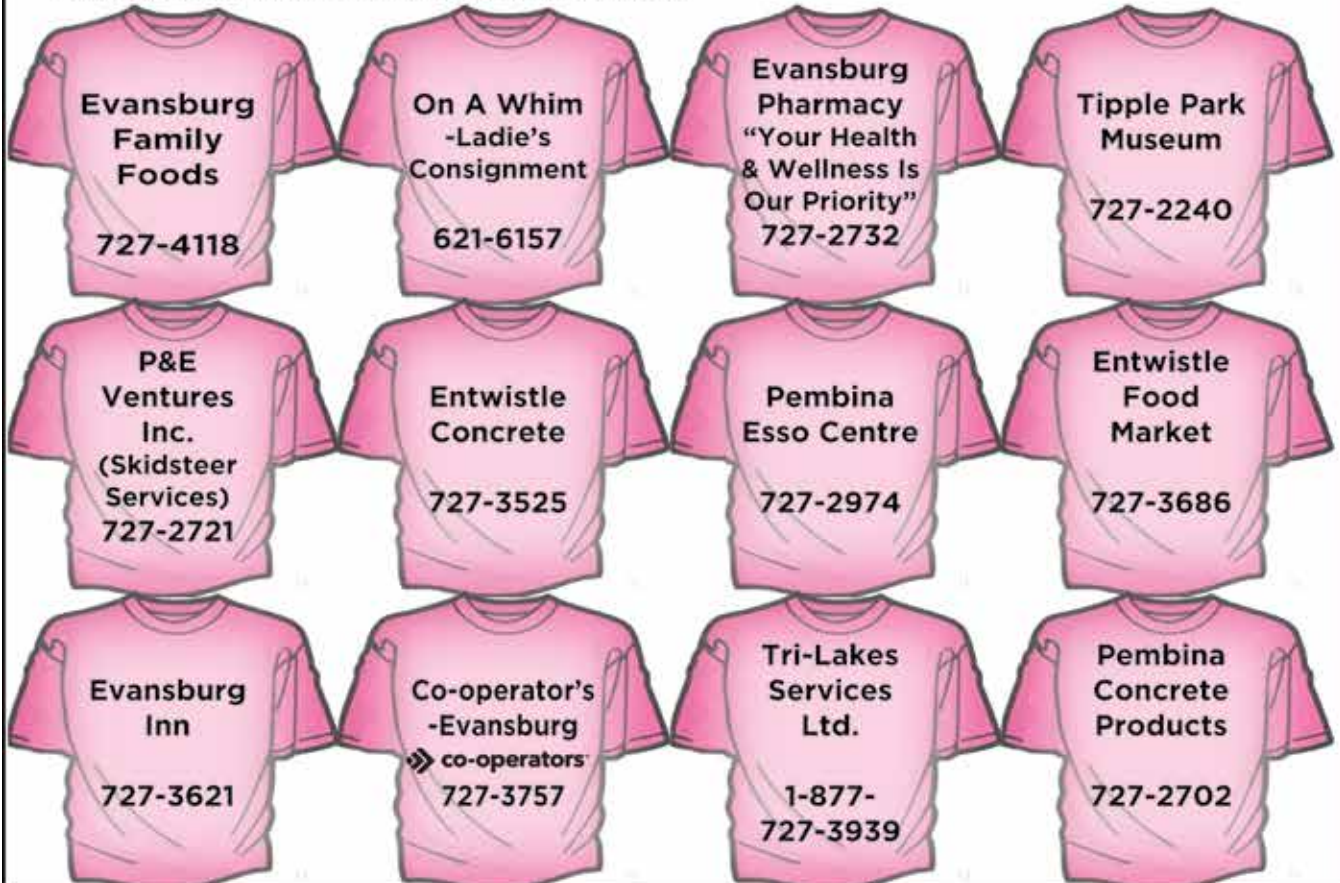 Evansburg
Family
Foods
727-4118
On A Whim
-Ladie's
Consignment
621-6157
Evansburg
Pharmacy
“Your Health
& Wellness Is
Our Priority”
727-2732
Tipple Park
Museum
727-2240
P&E
Ventures
Inc.
(Skidsteer
Services)
727-2721
Entwistle
Concrete
727-3525
Pembina
Esso Centre
727-2974
Entwistle
Food
Market
727-3686
Evansburg
Inn
727-3621
Co-operator's
-Evansburg
co-operators
727-3757
Tri-Lakes
Services
Ltd.
1-877-
727-3939
Pembina
Concrete
Products
727-2702